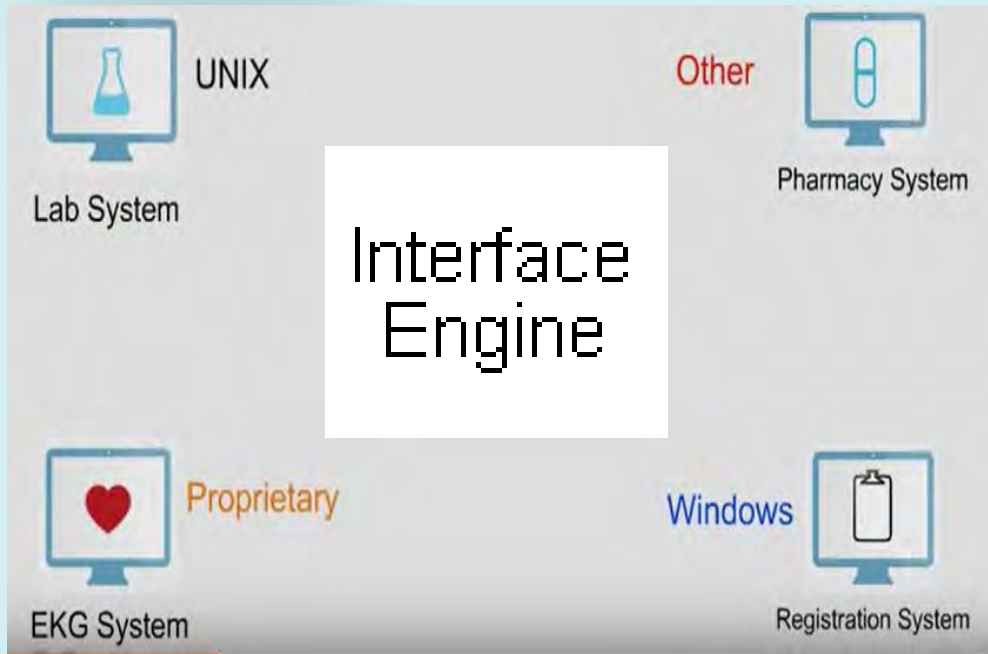 UNIX
Lab System
Other
Pharmacy System
Interface
Engine
Proprietary
EKG System
Windows
Registration System